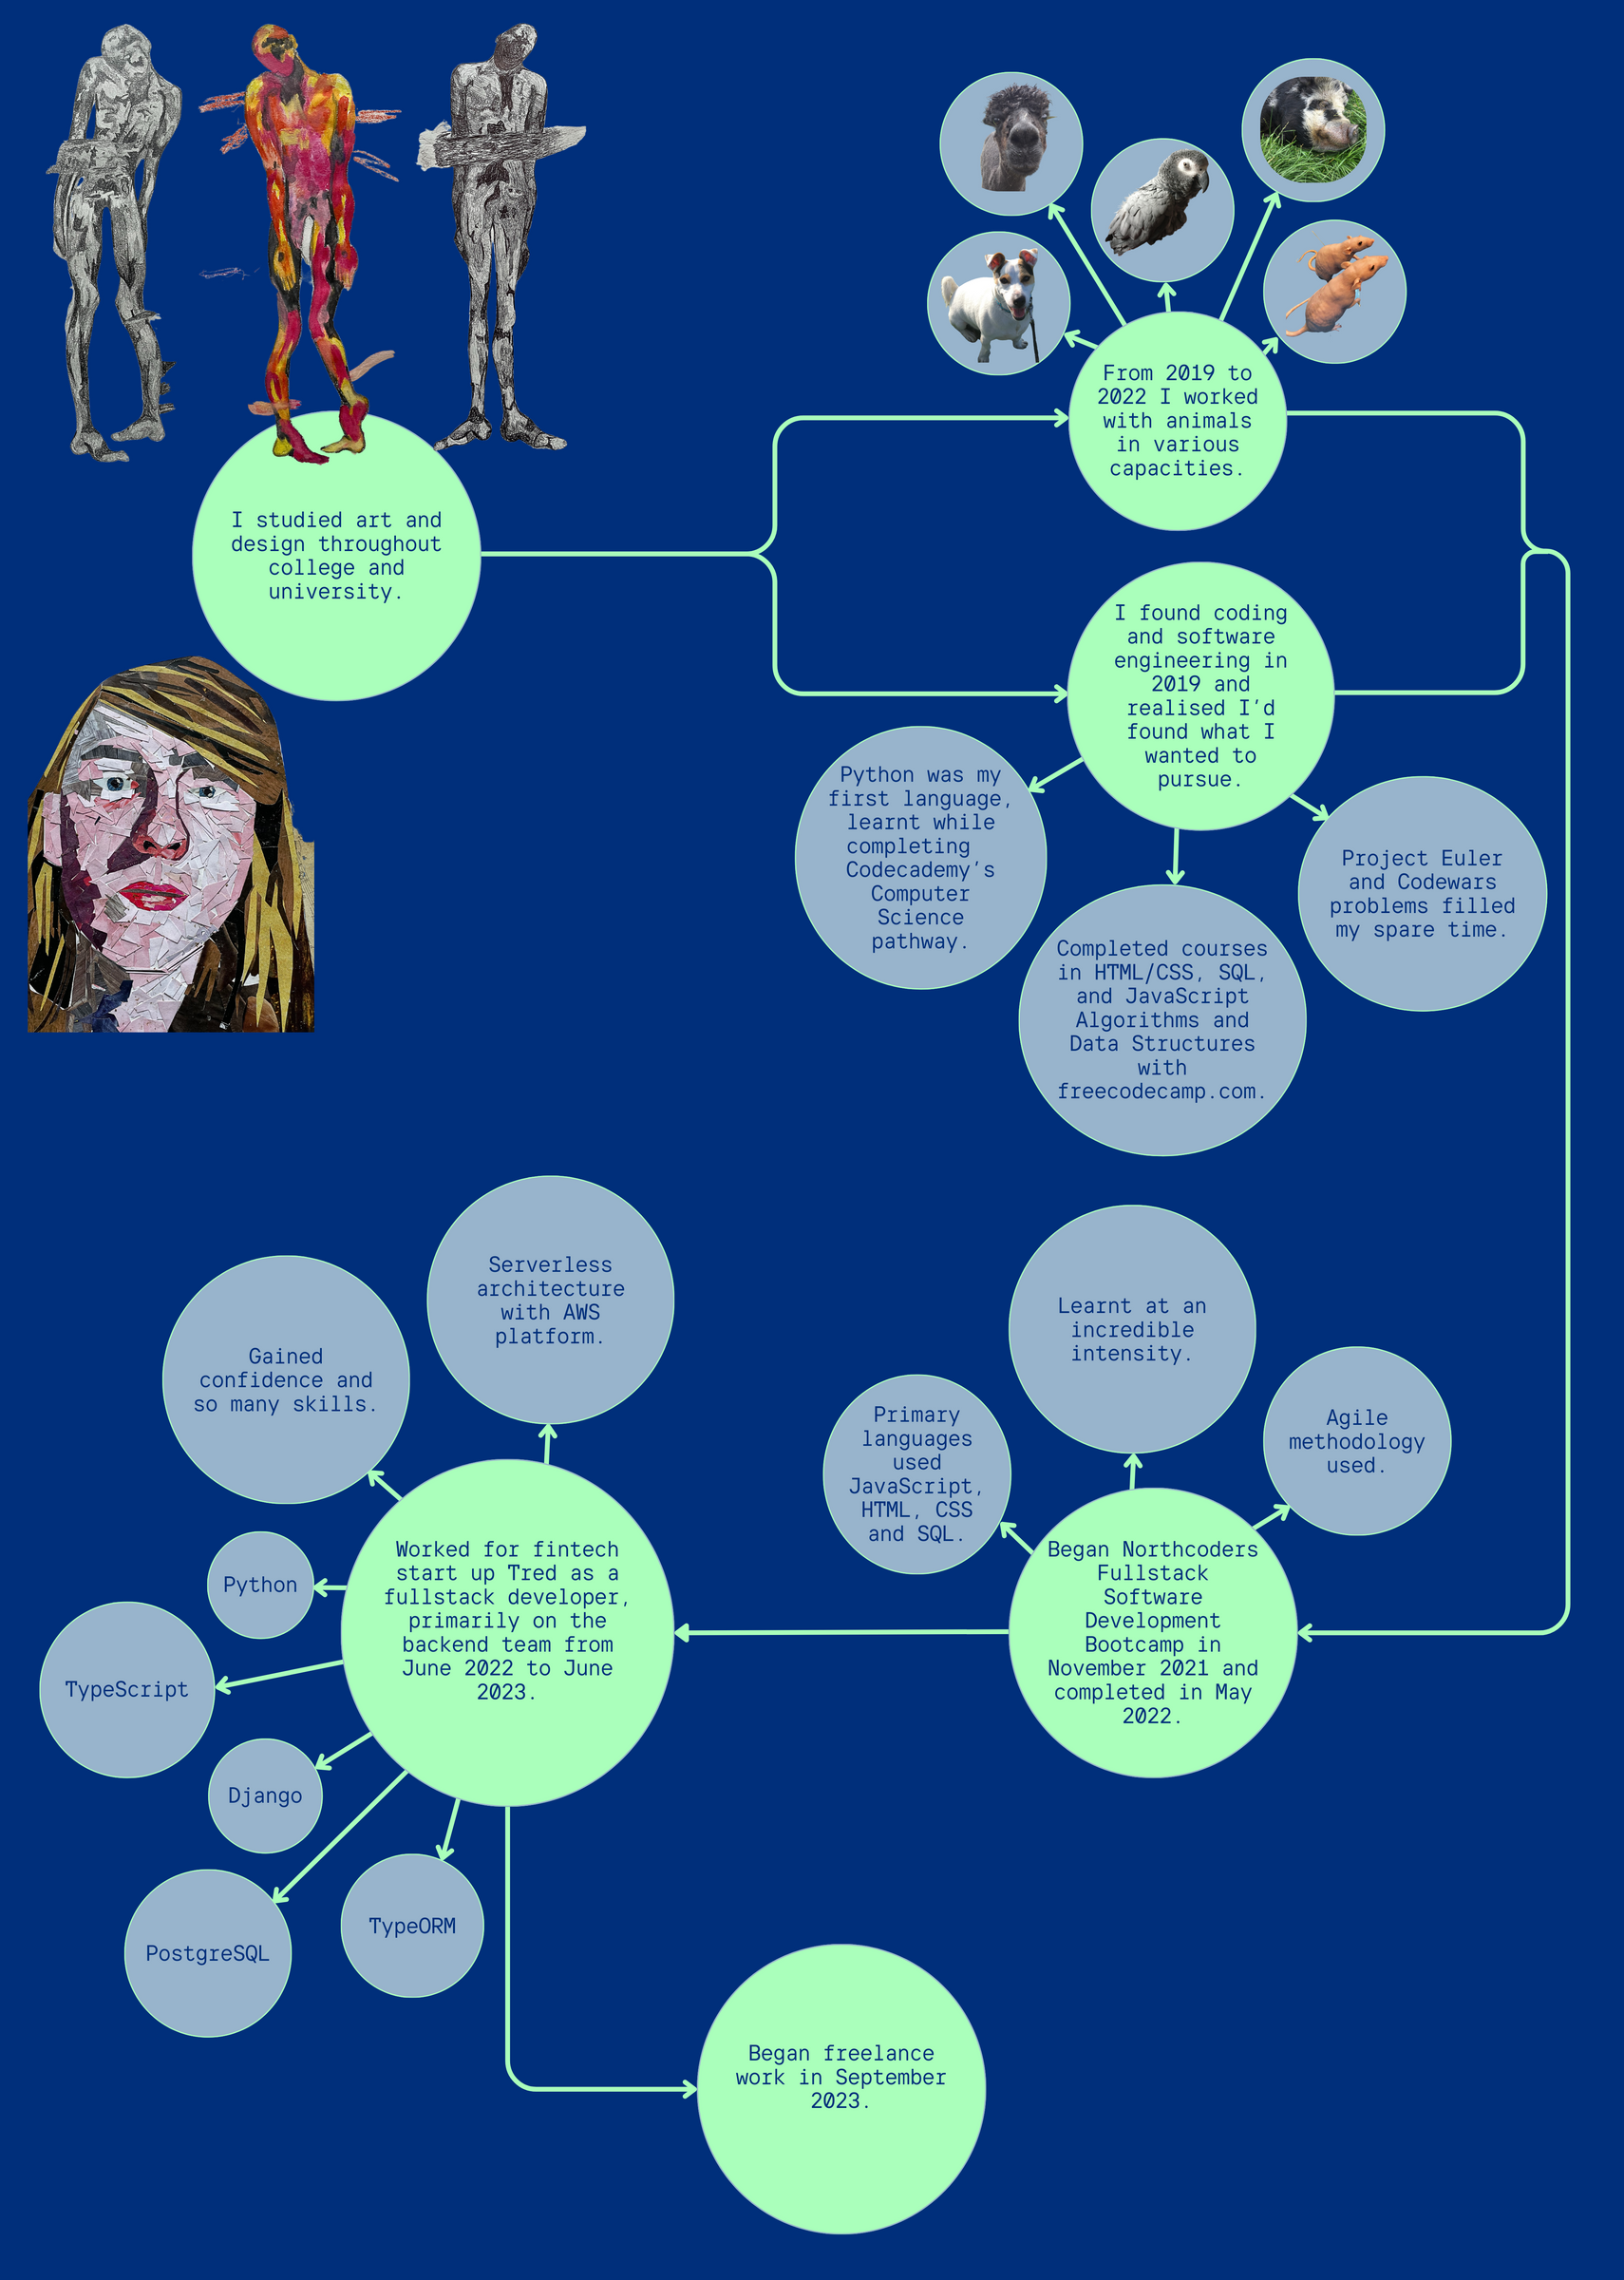 I studied art and
design throughout
college and
university.
From 2019 to
2022 I worked
with animals
in various
capacities.
I found coding
and software
engineering in
2019 and
realised I'd
found what I
wanted to
pursue.
Python was my
first language,
learnt while
completing
Codecademy's
Computer
Science
pathway.
Completed courses
in HTML/CSS, SQL,
and JavaScript
Algorithms and
Data Structures
with
freecodecamp.com.
Project Euler
and Codewars
problems filled
my spare time.
Began Northcoders
Fullstack
Software
Development
Bootcamp in
November 2021 and
completed in May
2022.
Primary
languages
used
JavaScript,
HTML, CSS
and SQL.
Learnt at an
incredible
intensity.
Agile
methodology
used.
Worked for fintech
start up Tred as a
fullstack developer,
primarily on the
backend team from
June 2022 to June
2023.
Serverless
architecture
with AWS
platform.
Gained
confidence and
so many skills.
Python
TypeScript
Django
PostgreSQL
TypeORM
Began freelance
work in September
2023.